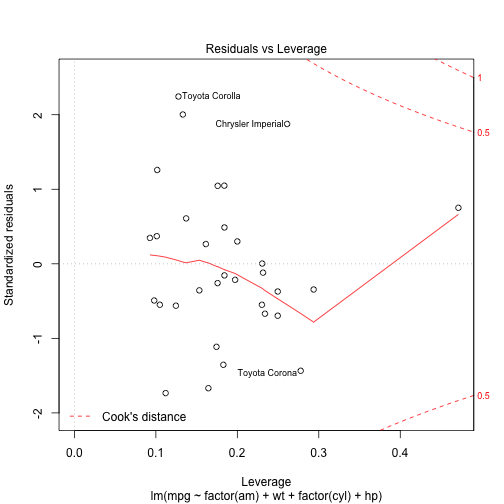 Residuals vs Leverage
Standardized residuals
2
1
0
-1
-2
Toyota Corolla
Chrysler Imperial
Toyota Corona
1
0.5
0.5
Cook's distance
0.0
0.1
0.2
0.3
0.4
Leverage
lm(mpg ~ factor(am) + wt + factor(cyl) + hp)